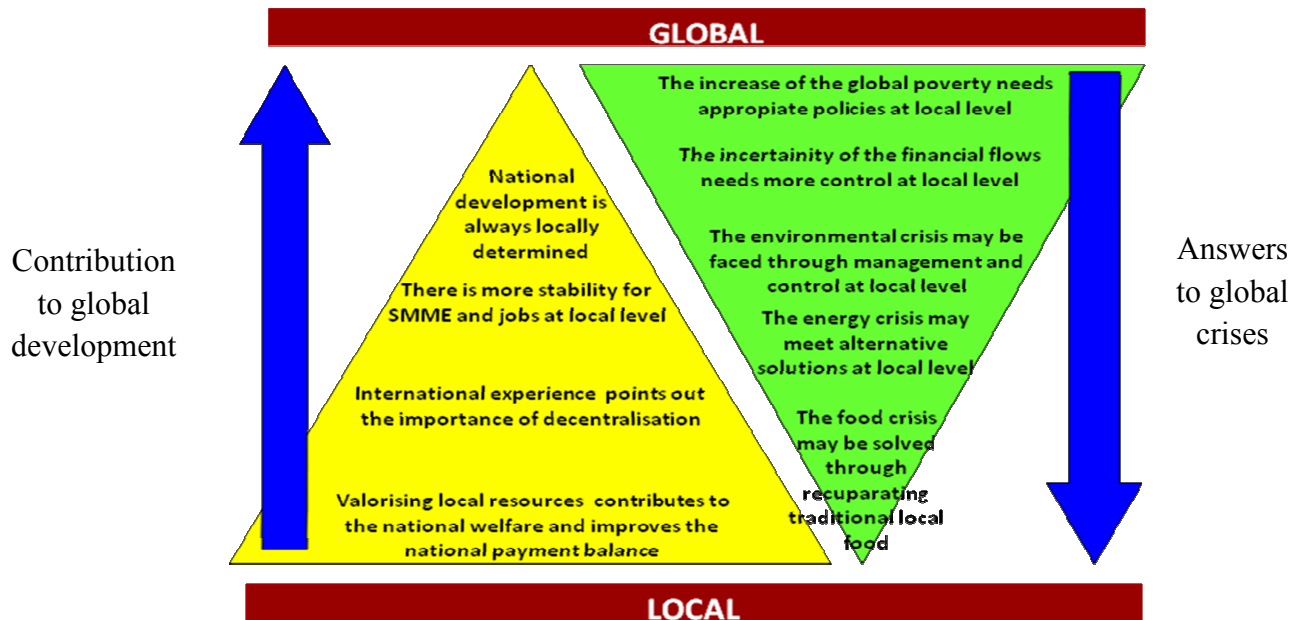 GLOBAL
Contribution
to global
development
National
development is
always locally
determined
There is more stability for
SMME and jobs at local level
International experience points out
the importance of decentralisation
Valorising local resources contributes to
the national welfare and improves the
national payment balance
The increase of the global poverty needs
appropiate policies at local level
The incertainity of the financial flows
needs more control at local level
The environmental crisis may be
faced through management and
control at local level
The energy crisis may
meet alternative
solutions at local level
The food crisis
may be solved
through
recuparating
traditional local
food
Answers
to global
crises
LOCAL